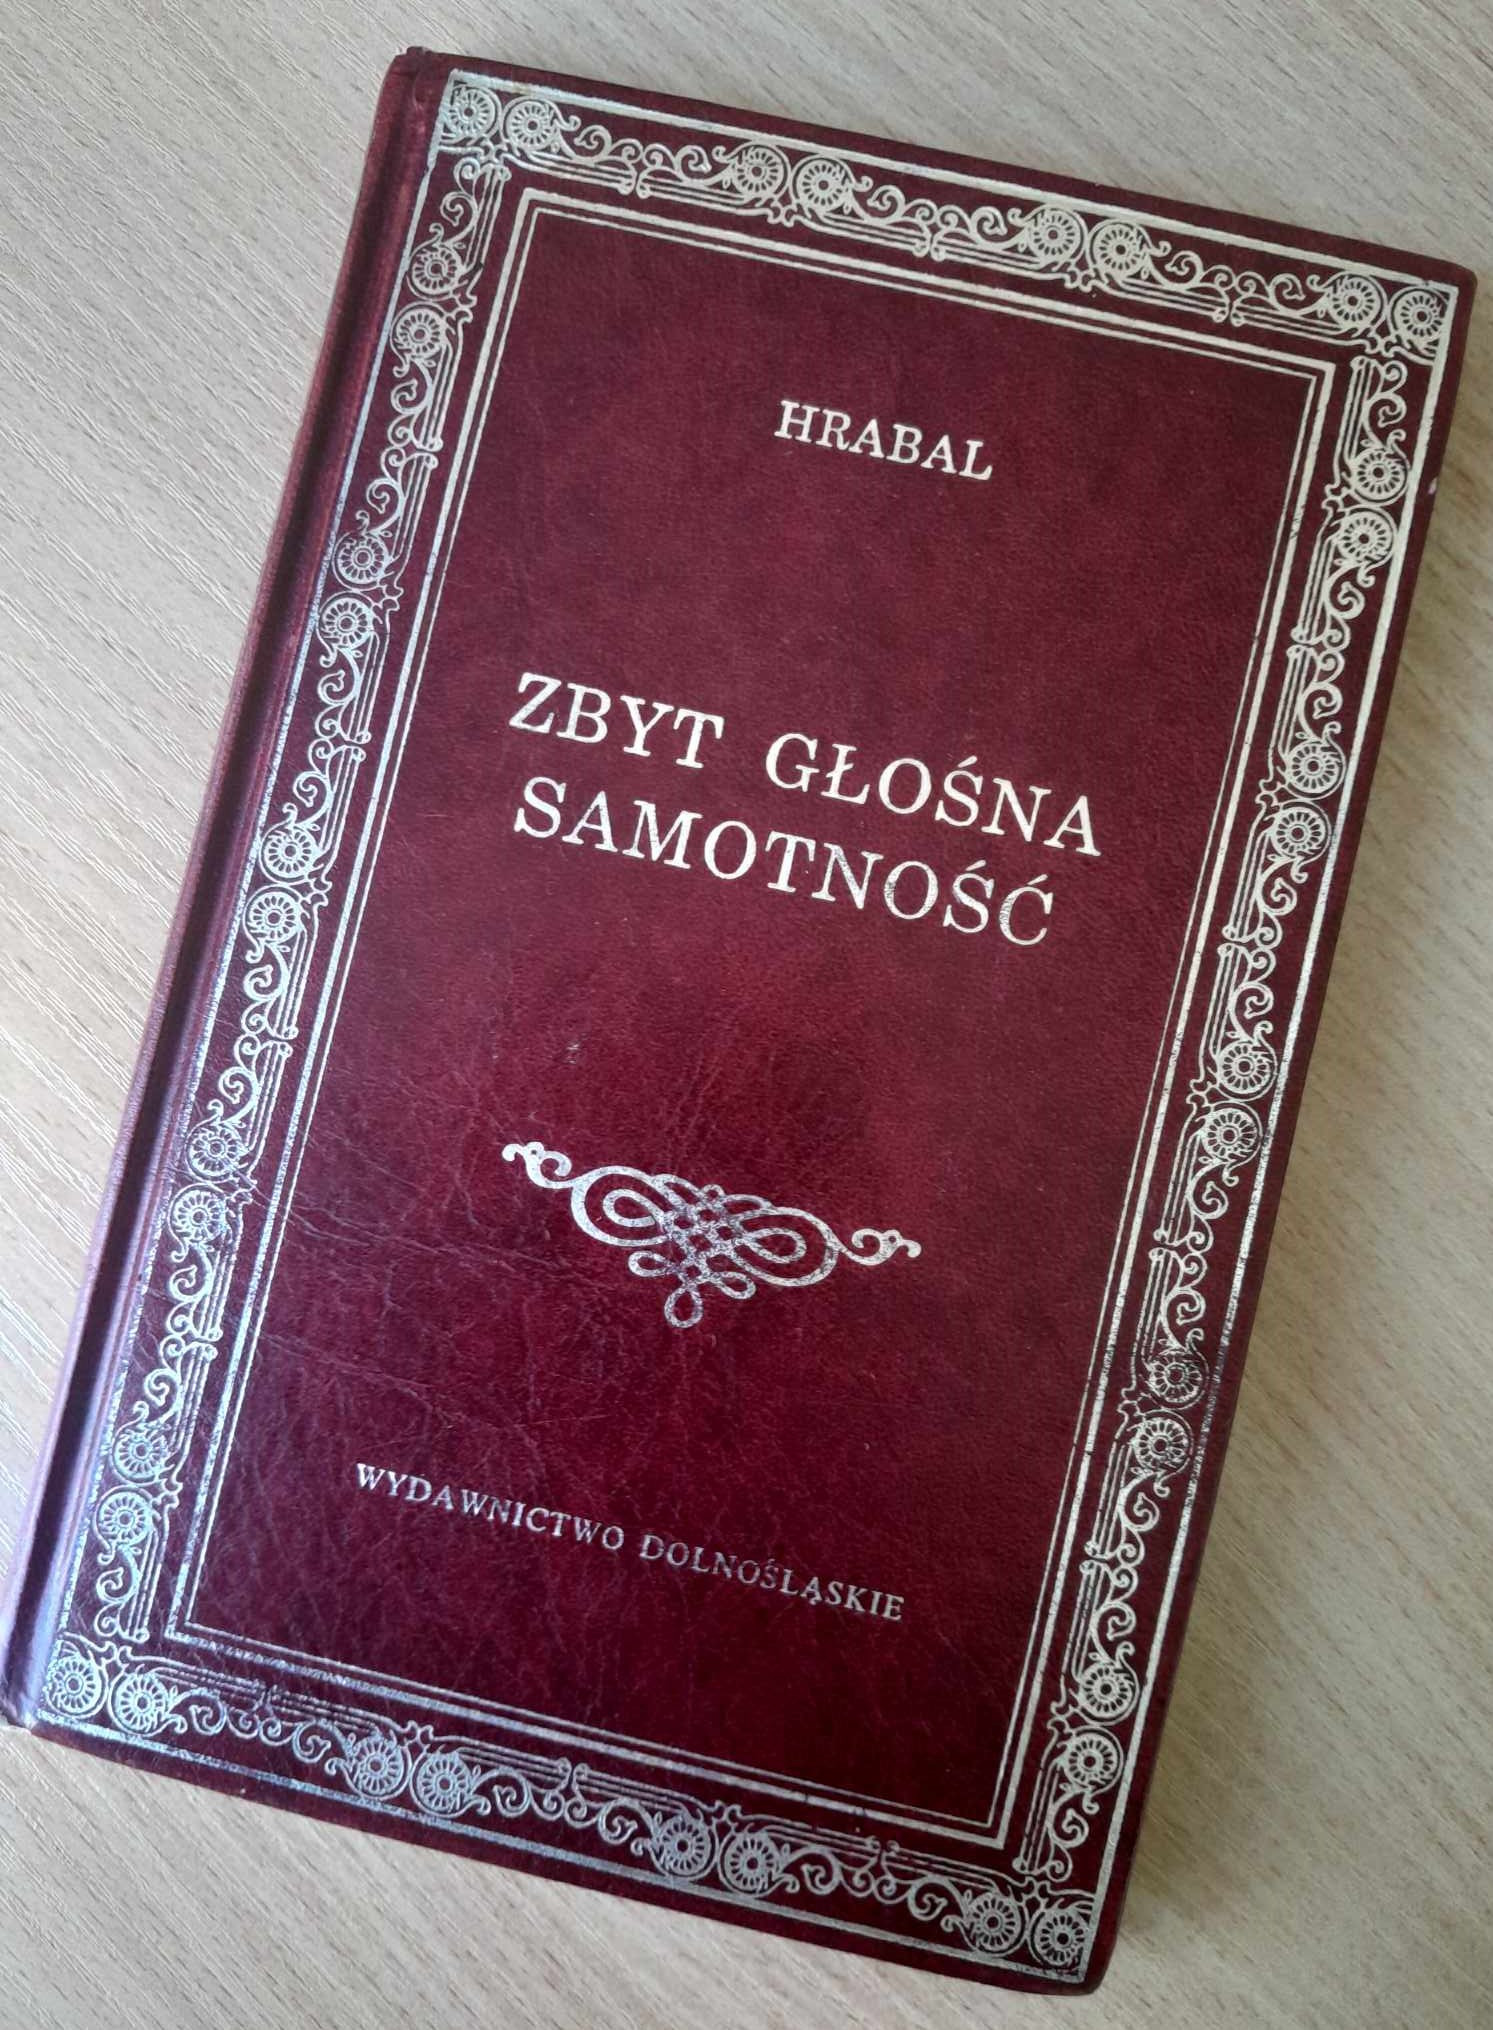 HRABAL
ZBYT GŁOŚNA
SAMOTNOŚĆ
WYDAWNICTWO DOLNOŚLĄSKIE